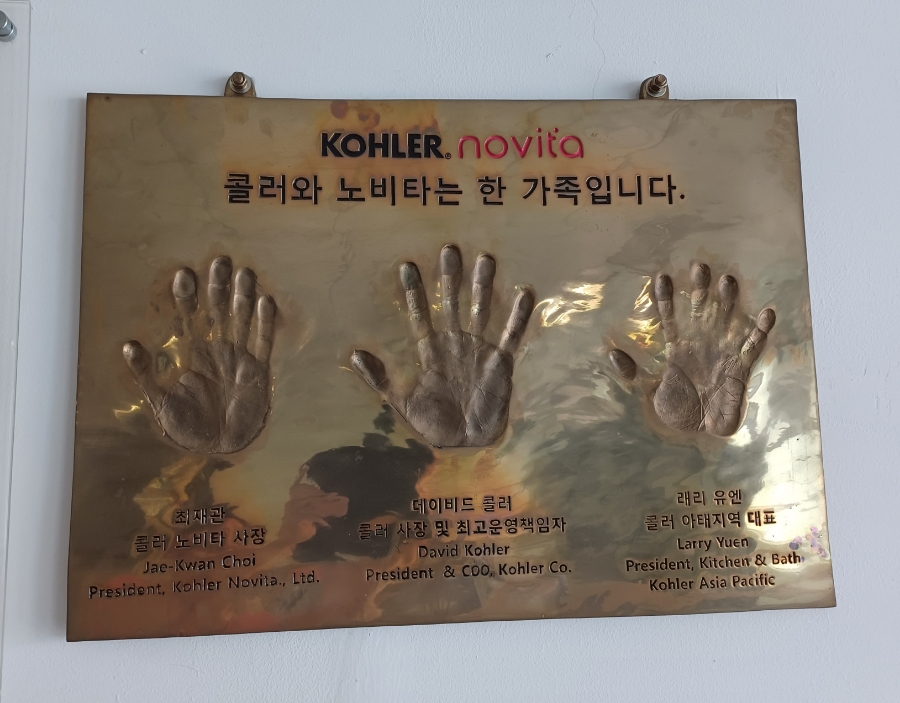 KOHLER® novita
콜러와 노비타는 한 가족입니다.
최재관
콜러 노비타 사장
Jae-Kwan Choi
President, Kohler Novita., Ltd.
데이비드 콜러
콜러 사장 및 최고운영책임자
David Kohler
President & COO, Kohler Co.
래리 유엔
콜러 아태지역 대표
Larry Yuen
President, Kitchen & Bath
Kohler Asia Pacific